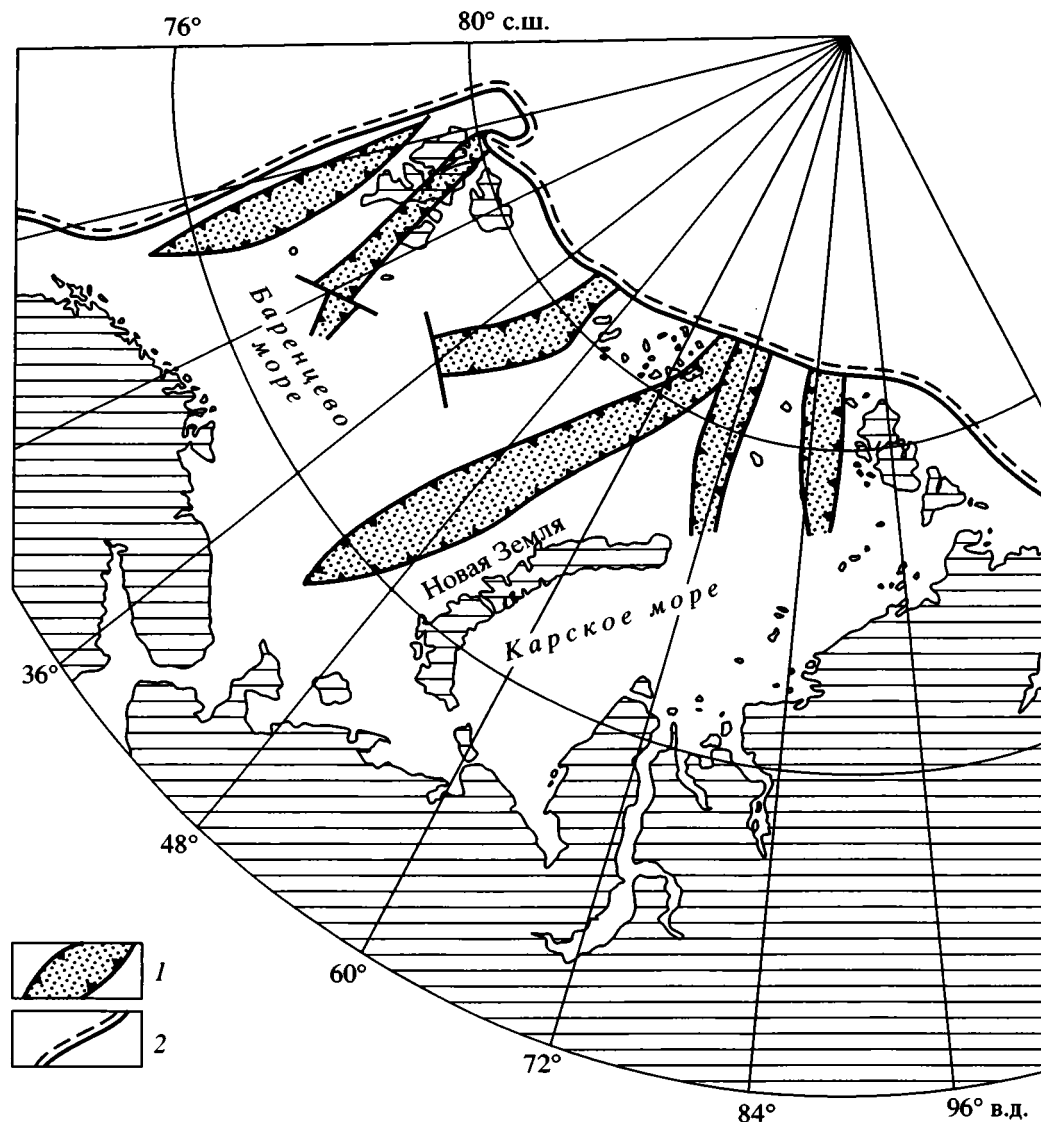 76°
80° с.ш.
Баренцево
море
Новая Земля
Карское море
36°
48°
60°
72°
84°
96° в.д.
1
2